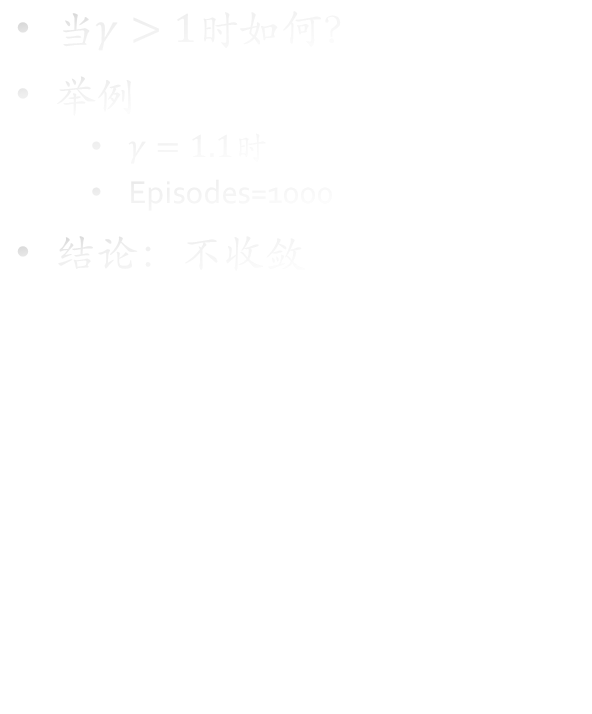 • 当γ > 1时如何?
• 举例
• γ = 1.1时
• Episodes=1000
• 结论：不收敛